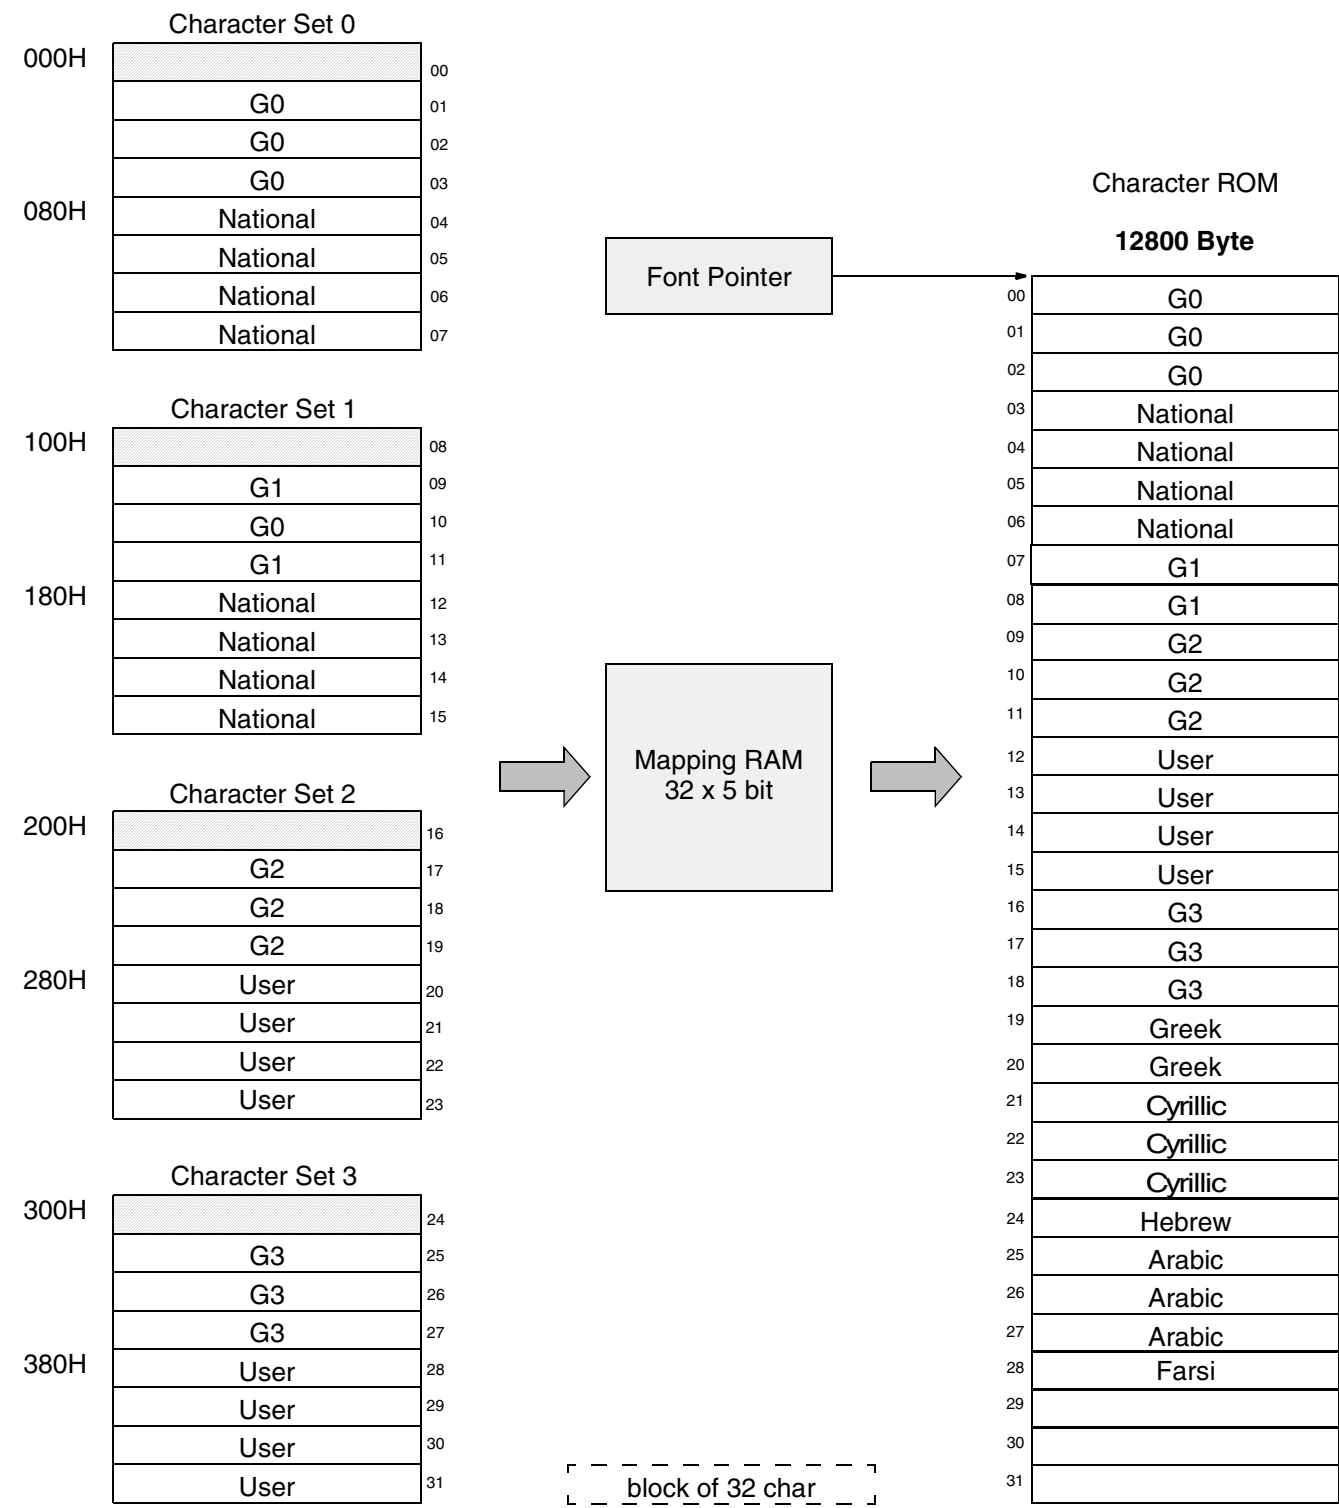 Character Set 0
000H
00
G0 01
G0 02
G0 03
080H National 04
National 05
National 06
National 07
Character Set 1
100H
08
G1 09
G0 10
G1 11
180H National 12
National 13
National 14
National 15
Character Set 2
200H
16
G2 17
G2 18
G2 19
280H User 20
User 21
User 22
User 23
Character Set 3
300H
24
G3 25
G3 26
G3 27
380H User 28
User 29
User 30
User 31
Font Pointer
Mapping RAM
32 x 5 bit
block of 32 char
Character ROM
12800 Byte
00 G0
01 G0
02 G0
03 National
04 National
05 National
06 National
07 G1
08 G1
09 G2
10 G2
11 G2
12 User
13 User
14 User
15 User
16 G3
17 G3
18 G3
19 Greek
20 Greek
21 Cyrillic
22 Cyrillic
23 Cyrillic
24 Hebrew
25 Arabic
26 Arabic
27 Arabic
28 Farsi
29
30
31